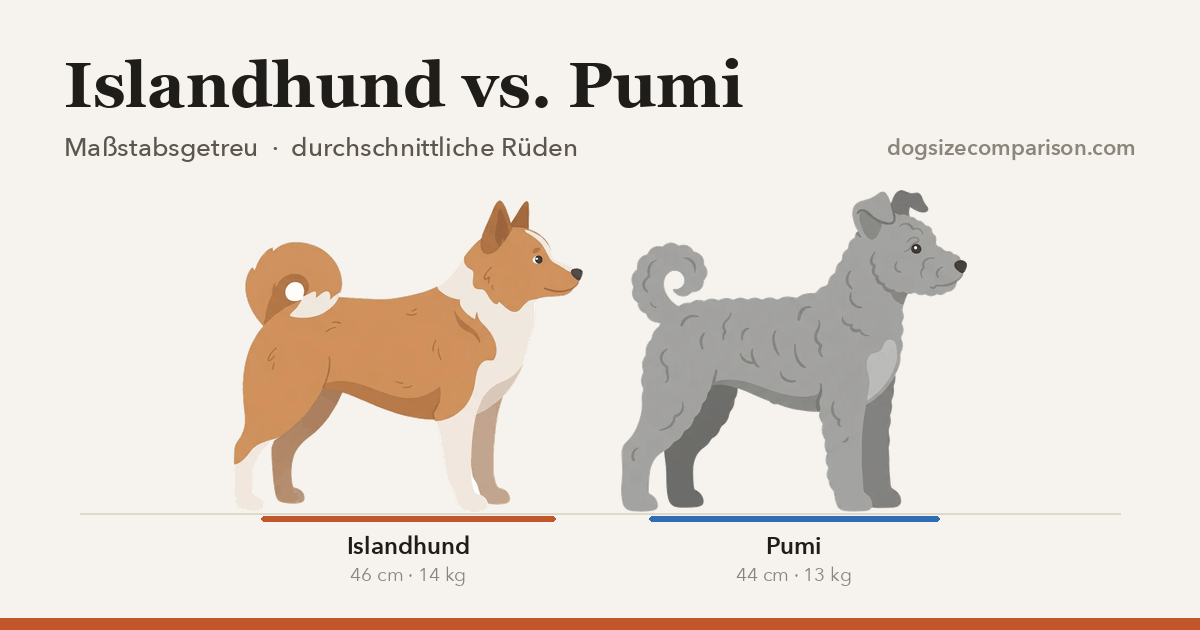 Islandhund vs. Pumi
Maßstabsgetreu · durchschnittliche Rüden
dogsizecomparison.com
Islandhund
46 cm · 14 kg
Pumi
44 cm · 13 kg